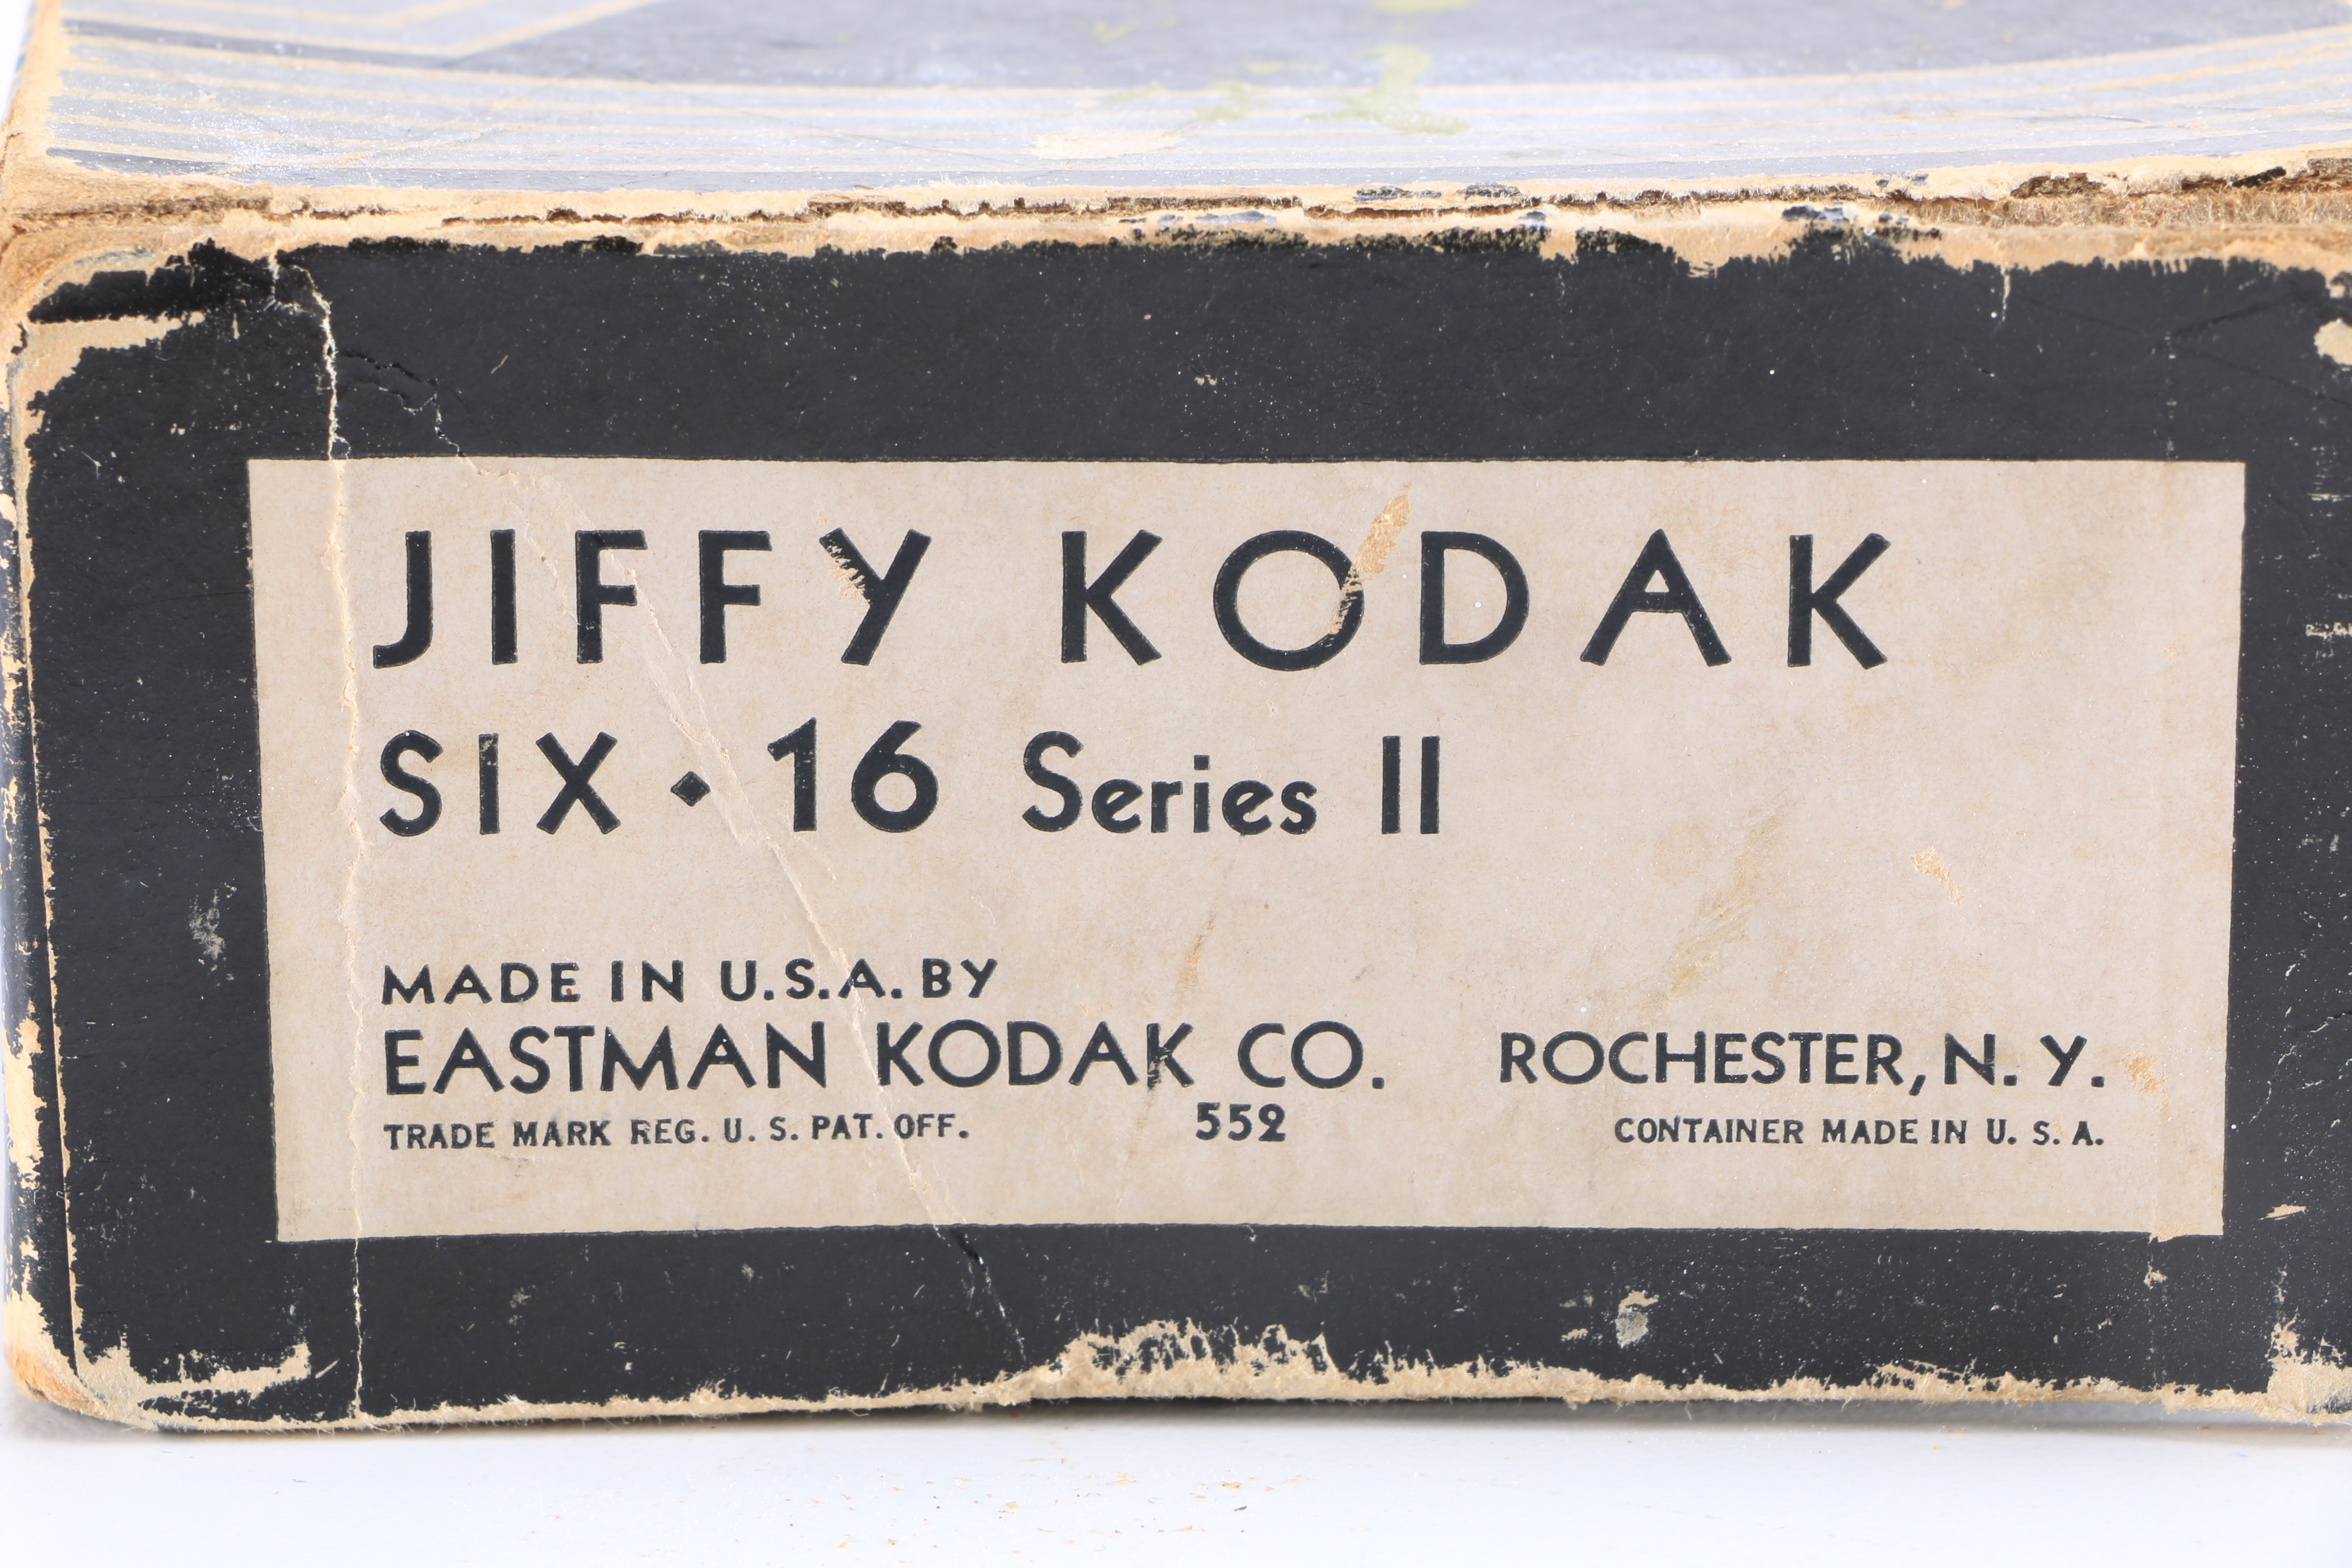 JIFFY KODAK
SIX • 16 Series II
MADE IN U.S.A. BY
EASTMAN KODAK CO. ROCHESTER, N. Y.
TRADE MARK REG. U. S. PAT. OFF. 552 CONTAINER MADE IN U. S. A.